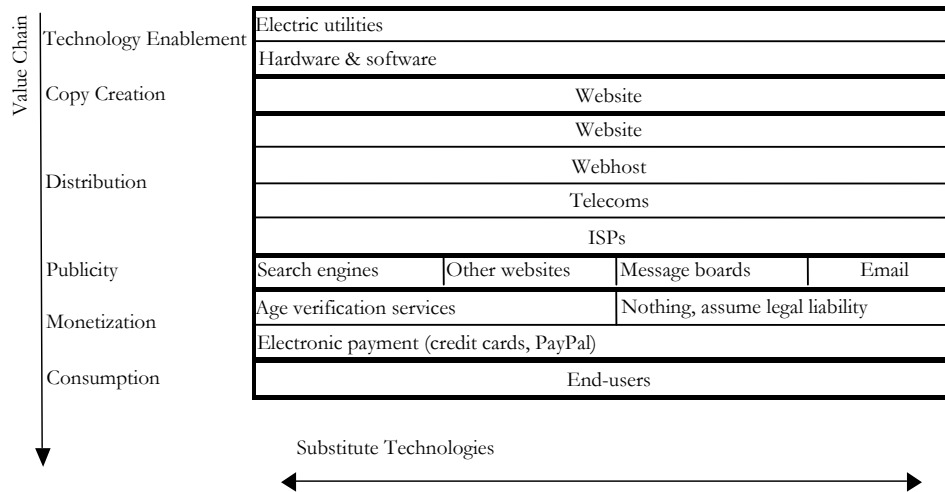 Value Chain
Technology Enablement
Electric utilities
Hardware & software
Copy Creation
Website
Distribution
Website
Webhost
Telecoms
ISPs
Publicity
Search engines
Other websites
Message boards
Email
Monetization
Age verification services
Nothing, assume legal liability
Electronic payment (credit cards, PayPal)
Consumption
End-users
Substitute Technologies